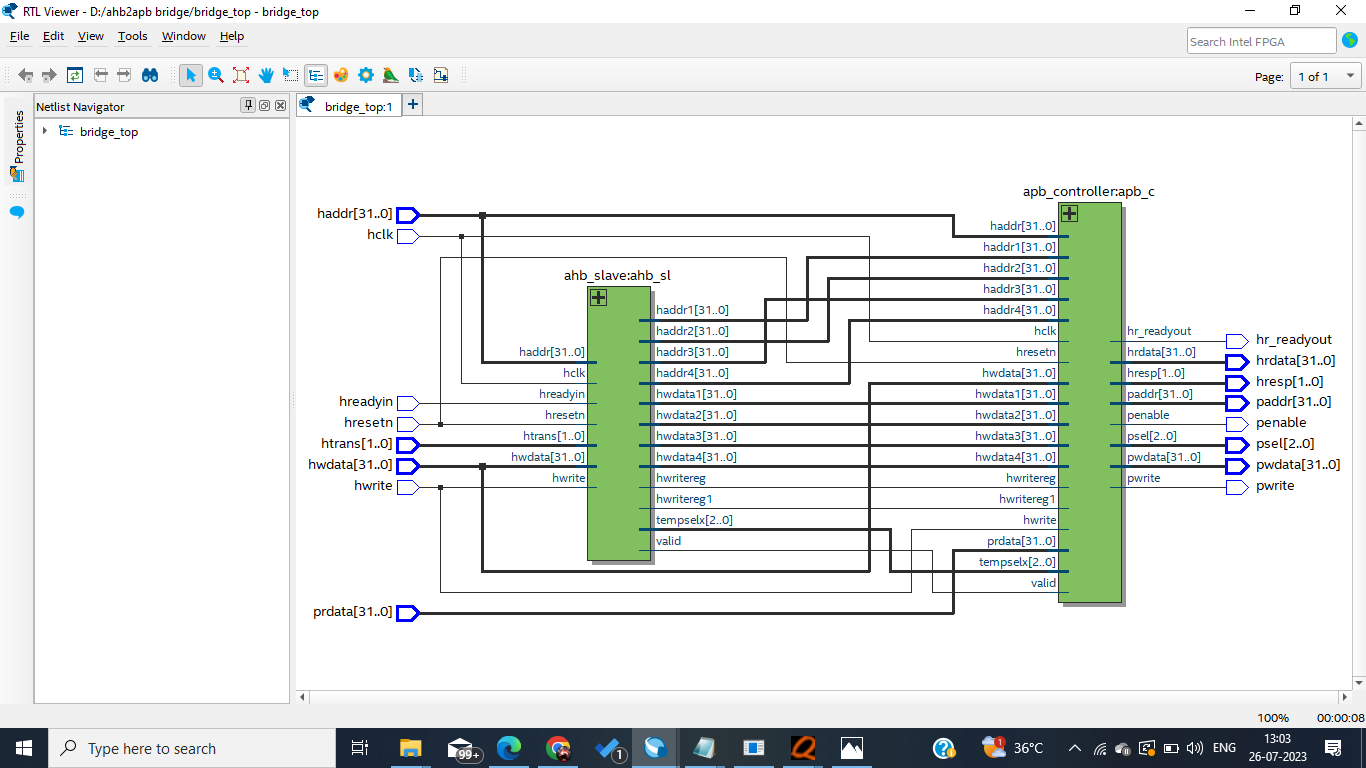 RTL Viewer - D:/ahb2apb bridge/bridge_top - bridge_top
File Edit View Tools Window Help
Search Intel FPGA
Page: 1 of 1
Properties
Netlist Navigator
bridge_top
bridge_top:1
+
apb_controller:apb_c
haddr[31..0]
hclk
hreadyin
hresetn
htrans[1..0]
hwdata[31..0]
hwrite
prdata[31..0]
ahb_slave:ahb_sl
haddr[31..0]
hclk
hreadyin
hresetn
htrans[1..0]
hwdata[31..0]
hwrite
haddr1[31..0]
haddr2[31..0]
haddr3[31..0]
haddr4[31..0]
hwdata1[31..0]
hwdata2[31..0]
hwdata3[31..0]
hwdata4[31..0]
hwritereg
hwritereg1
tempselx[2..0]
valid
haddr[31..0]
haddr1[31..0]
haddr2[31..0]
haddr3[31..0]
haddr4[31..0]
hclk
hresetn
hwdata[31..0]
hwdata1[31..0]
hwdata2[31..0]
hwdata3[31..0]
hwdata4[31..0]
hwritereg
hwritereg1
hwrite
prdata[31..0]
tempselx[2..0]
valid
hr_readyout
hrdata[31..0]
hresp[1..0]
paddr[31..0]
penable
psel[2..0]
pwdata[31..0]
pwrite
hr_readyout
hrdata[31..0]
hresp[1..0]
paddr[31..0]
penable
psel[2..0]
pwdata[31..0]
pwrite
100% 00:00:08
Type here to search
99+
1
1
36°C
ENG
13:03
26-07-2023